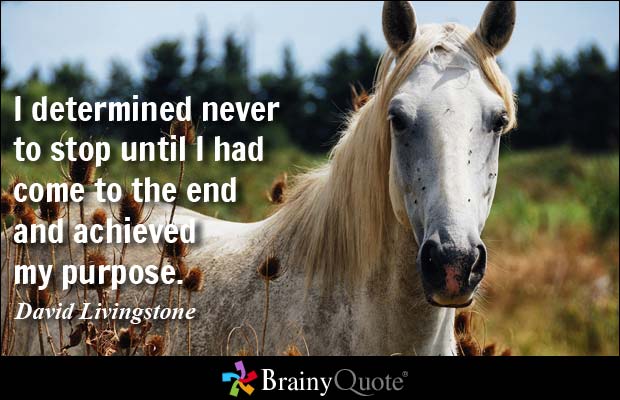 I determined never
to stop until I had
come to the end
and achieved
my purpose.
David Livingstone
BrainyQuote®